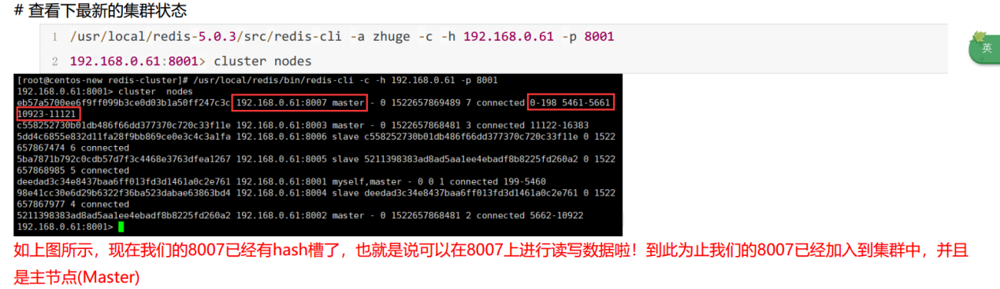 # 查看下最新的集群状态
1 /usr/local/redis-5.0.3/src/redis-cli -a zhuge -c -h 192.168.0.61 -p 8001
2 192.168.0.61:8001> cluster nodes
英
[root@centos-new redis-cluster]# /usr/local/redis/bin/redis-cli -c -h 192.168.0.61 -p 8001
192.168.0.61:8001> cluster  nodes
eb57a5700ee6f9ff099b3ce0d03b1a50ff247c3c 192.168.0.61:8007 master - 0 1522657869489 7 connected 0-198 5461-5661
10923-11121
c558252730b01db486f66dd377370c720c33f11e 192.168.0.61:8003 master - 0 1522657868481 3 connected 11122-16383
5dd4c6855e832d11fa28f9bb869ce0e3c4c3a1fa 192.168.0.61:8006 slave c558252730b01db486f66dd377370c720c33f11e 0 1522
657867474 6 connected
5ba7871b792c0cdb57d7f3c4468e3763dfea1267 192.168.0.61:8005 slave 5211398383ad8ad5aa1ee4ebadf8b8225fd260a2 0 1522
657868985 5 connected
deedad3c34e8437baa6ff013fd3d1461a0c2e761 192.168.0.61:8001 myself,master - 0 0 1 connected 199-5460
98e41cc30e6d29b6322f36ba523dabae63863bd4 192.168.0.61:8004 slave deedad3c34e8437baa6ff013fd3d1461a0c2e761 0 1522
657867977 4 connected
5211398383ad8ad5aa1ee4ebadf8b8225fd260a2 192.168.0.61:8002 master - 0 1522657868481 2 connected 5662-10922
192.168.0.61:8001>
如上图所示，现在我们的8007已经有hash槽了，也就是说可以在8007上进行读写数据啦！到此为止我们的8007已经加入到集群中，并且
是主节点(Master)